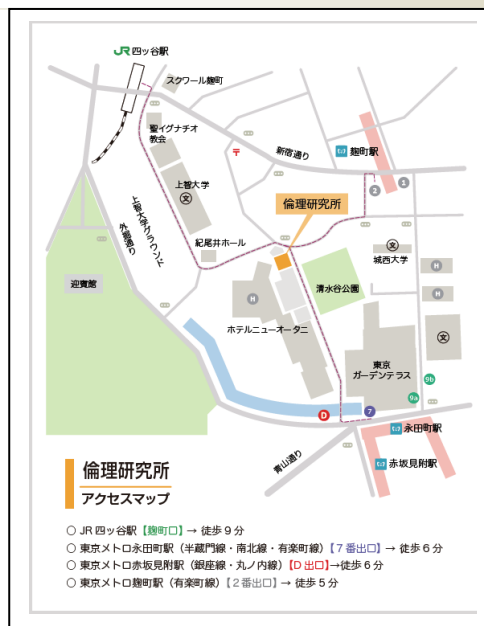 JR 四ッ谷駅
スクワール麹町
聖イグナチオ
教会
新宿通り
麹町駅
上智大学
文
2
1
倫理研究所
上智大学グラウンド
外堀通り
紀尾井ホール
文
城西大学
迎賓館
清水谷公園
H
H
H
ホテルニューオータニ
文
東京
ガーデンテラス
9b
9a
D
7
永田町駅
赤坂見附駅
青山通り
倫理研究所
アクセスマップ
○ JR 四ッ谷駅【麹町口】→ 徒歩 9 分
○ 東京メトロ永田町駅（半蔵門線・南北線・有楽町線）【7 番出口】→ 徒歩 6 分
○ 東京メトロ赤坂見附駅（銀座線・丸ノ内線）【D 出口】→徒歩 6 分
○ 東京メトロ麹町駅（有楽町線）【2番出口】→ 徒歩 5 分